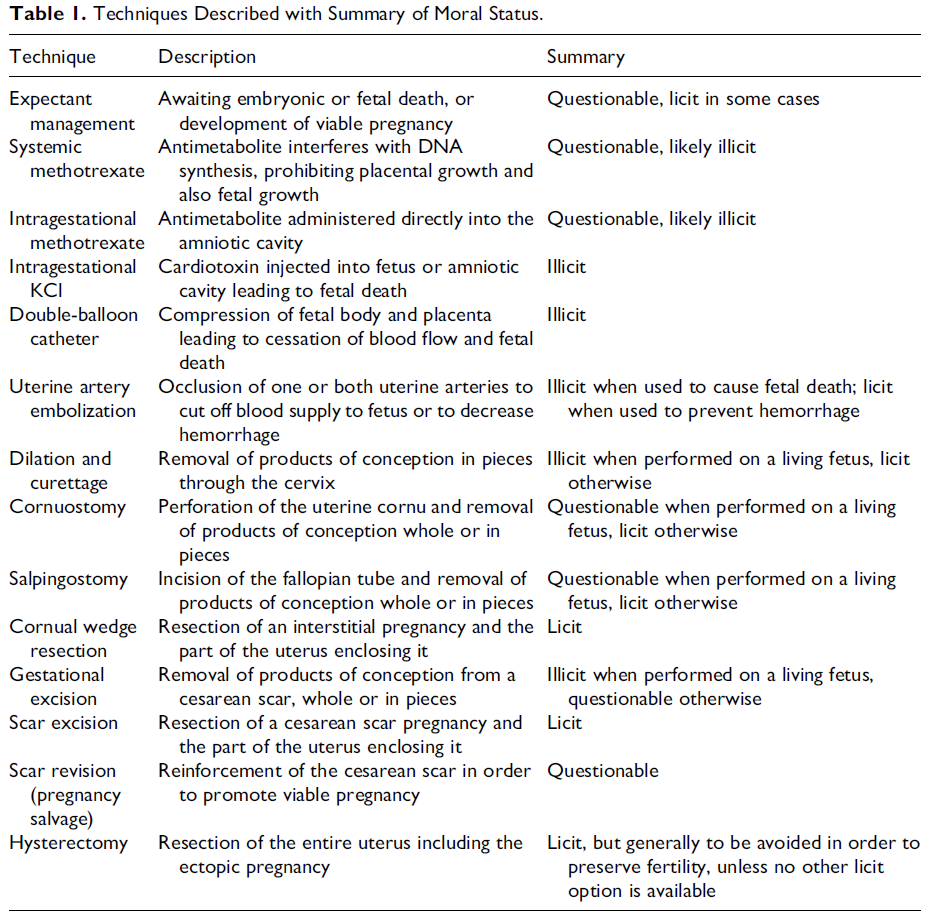 Table 1. Techniques Described with Summary of Moral Status.
Technique Description Summary
Expectant Awaiting embryonic or fetal death, or Questionable, licit in some cases
management development of viable pregnancy
Systemic Antimetabolite interferes with DNA Questionable, likely illicit
methotrexate synthesis, prohibiting placental growth and
also fetal growth
Intragestational Antimetabolite administered directly into the Questionable, likely illicit
methotrexate amniotic cavity
Intragestational Cardiotoxin injected into fetus or amniotic Illicit
KCl cavity leading to fetal death
Double-balloon Compression of fetal body and placenta Illicit
catheter leading to cessation of blood flow and fetal
death
Uterine artery Occlusion of one or both uterine arteries to Illicit when used to cause fetal death; licit
embolization cut off blood supply to fetus or to decrease when used to prevent hemorrhage
hemorrhage
Dilation and Removal of products of conception in pieces Illicit when performed on a living fetus, licit
curettage through the cervix otherwise
Cornuostomy Perforation of the uterine cornu and removal Questionable when performed on a living
of products of conception whole or in fetus, licit otherwise
pieces
Salpingostomy Incision of the fallopian tube and removal of Questionable when performed on a living
products of conception whole or in pieces fetus, licit otherwise
Cornual wedge Resection of an interstitial pregnancy and the Licit
resection part of the uterus enclosing it
Gestational Removal of products of conception from a Illicit when performed on a living fetus,
excision cesarean scar, whole or in pieces questionable otherwise
Scar excision Resection of a cesarean scar pregnancy and Licit
the part of the uterus enclosing it
Scar revision Reinforcement of the cesarean scar in order Questionable
(pregnancy to promote viable pregnancy
salvage)
Hysterectomy Resection of the entire uterus including the Licit, but generally to be avoided in order to
ectopic pregnancy preserve fertility, unless no other licit
option is available